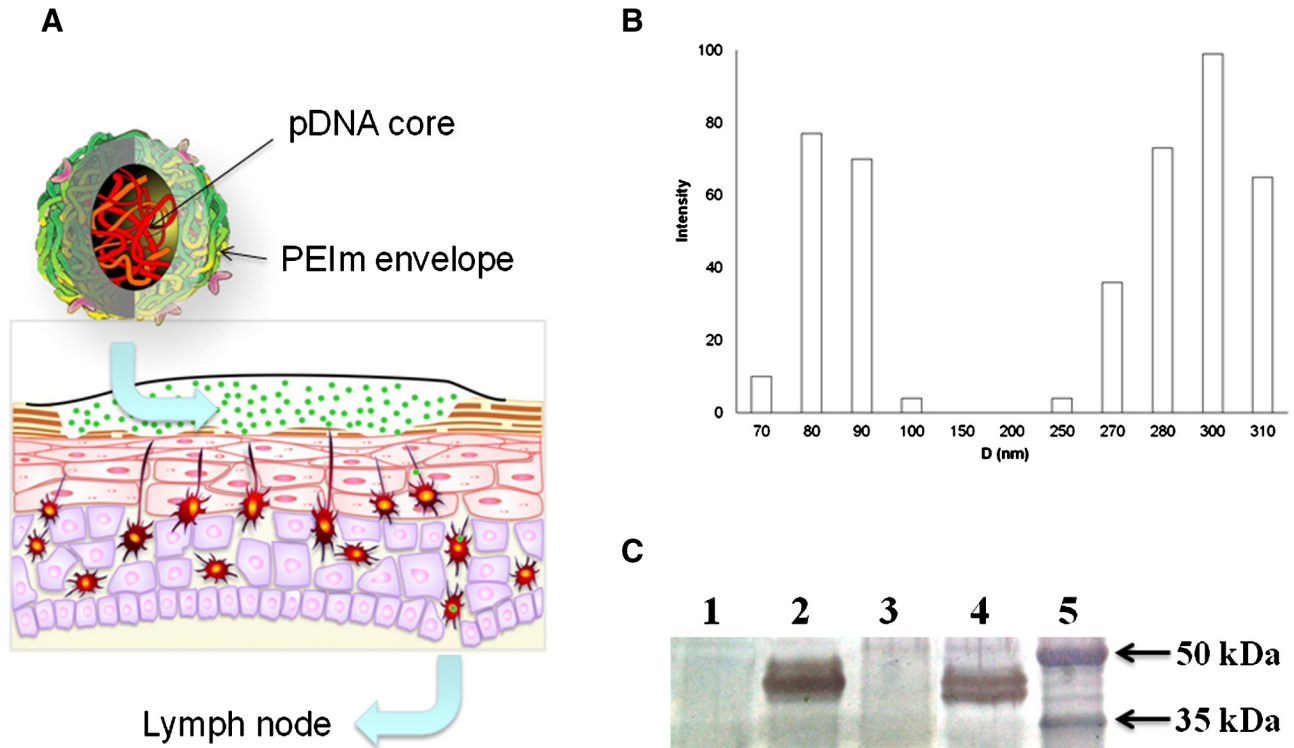 A
pDNA core
PEIm envelope
Lymph node
B
100
80
60
40
20
0
Intensity
70 80 90 100 150 200 250 270 280 300 310
D (nm)
C
1 2 3 4 5
50 kDa
35 kDa